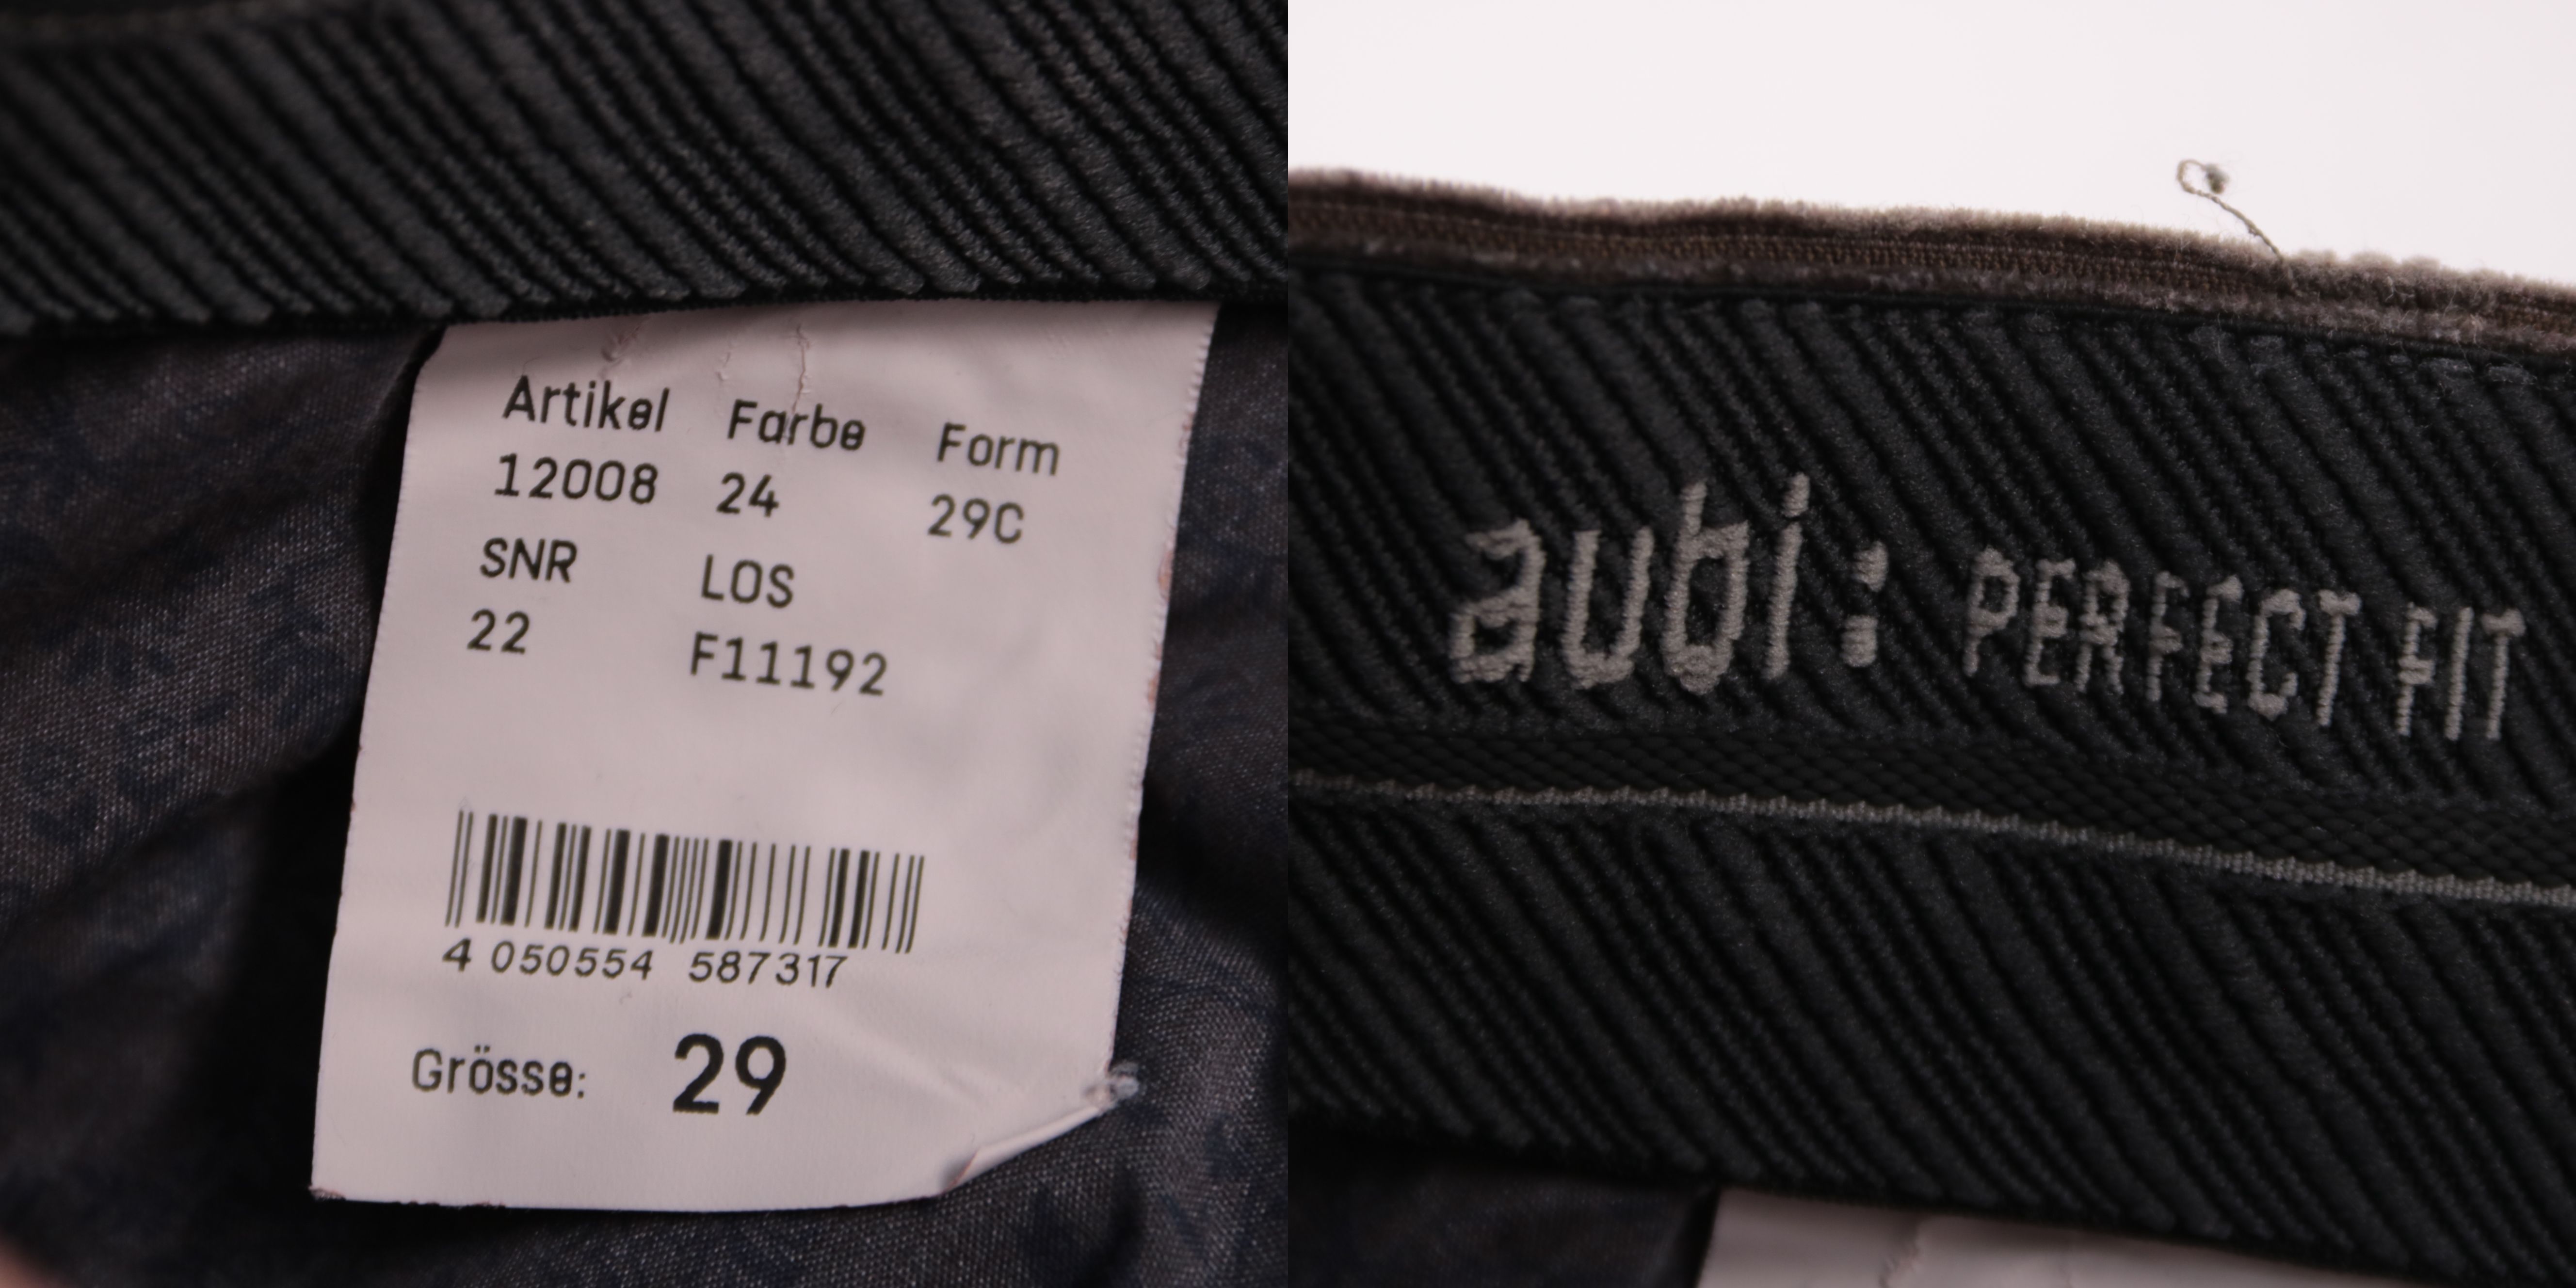 Artikel Farbe Form
12008 24 29C
SNR LOS
22 F11192
4 050554 587317
Grösse: 29
aubi: PERFECT FIT